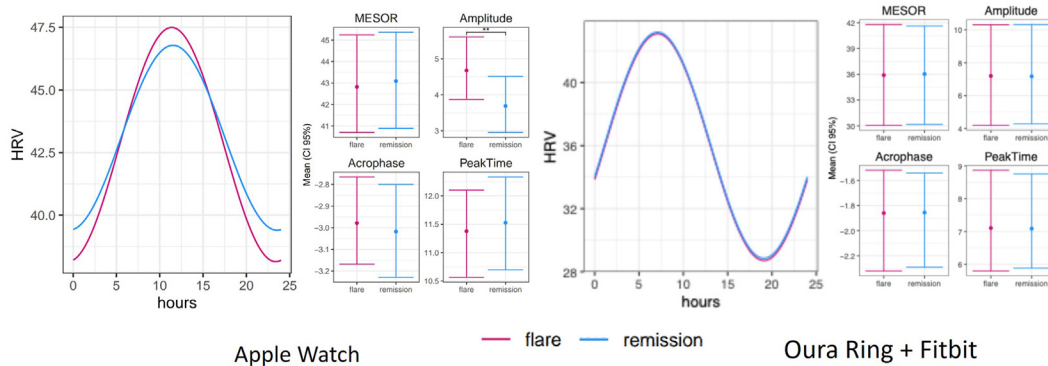 47.5
45.0
42.5
40.0
HRV
0 5 10 15 20 25
hours
Mean (CI 95%)
MESOR
45
44
43
42
41
flare remission
Amplitude
**
5
4
3
flare remission
Acrophase
-2.8
-2.9
-3.0
-3.1
-3.2
flare remission
PeakTime
12.0
11.5
11.0
10.5
flare remission
HRV
40
36
32
28
0 5 10 15 20 25
hours
Mean (CI 95%)
MESOR
42
39
36
33
30
flare remission
Amplitude
10
8
6
4
flare remission
Acrophase
-1.6
-1.8
-2.0
-2.2
flare remission
PeakTime
9
8
7
6
flare remission
flare remission
Apple Watch
Oura Ring + Fitbit